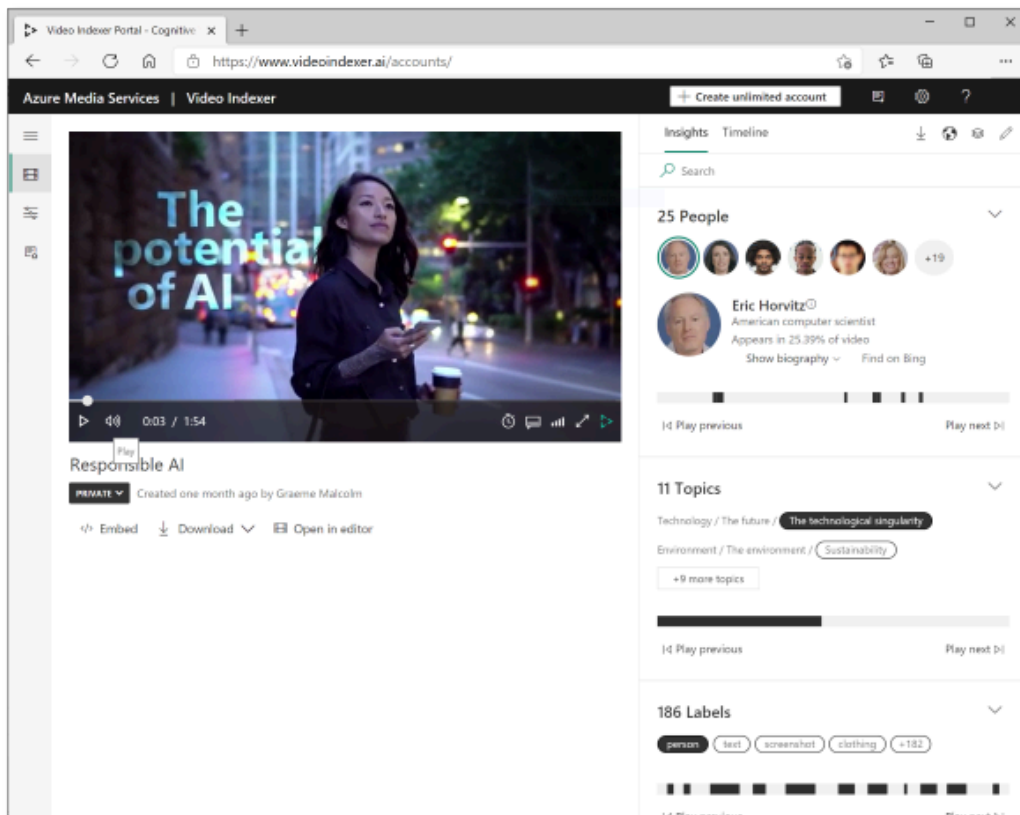 Video Indexer Portal - Cognitive
https://www.videoindexer.ai/accounts/
Azure Media Services | Video Indexer
+ Create unlimited account
?
The
potential
of AI
0:03 / 1:54
Play
Responsible AI
PRIVATE
Created one month ago by Graeme Malcolm
Embed
Download
Open in editor
Insights
Timeline
Search
25 People
+19
Eric Horvitz
American computer scientist
Appears in 25.39% of video
Show biography
Find on Bing
Play previous
Play next
11 Topics
Technology / The future / The technological singularity
Environment / The environment / Sustainability
+9 more topics
Play previous
Play next
186 Labels
person
text
screenshot
clothing
+182